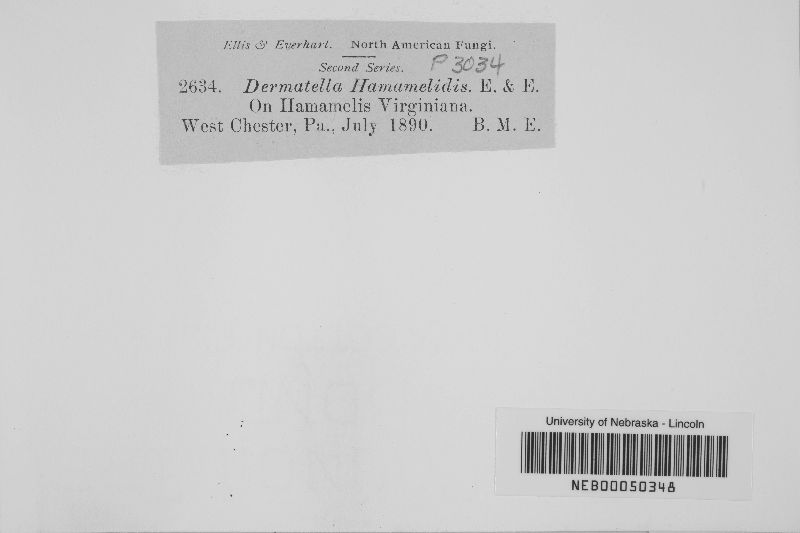 Ellis & Everhart. North American Fungi.
Second Series. P 3034
2634. Dermatella Hamamelidis. E. & E.
On Hamamelis Virginiana.
West Chester, Pa., July 1890. B. M. E.
University of Nebraska - Lincoln
NEB00050348